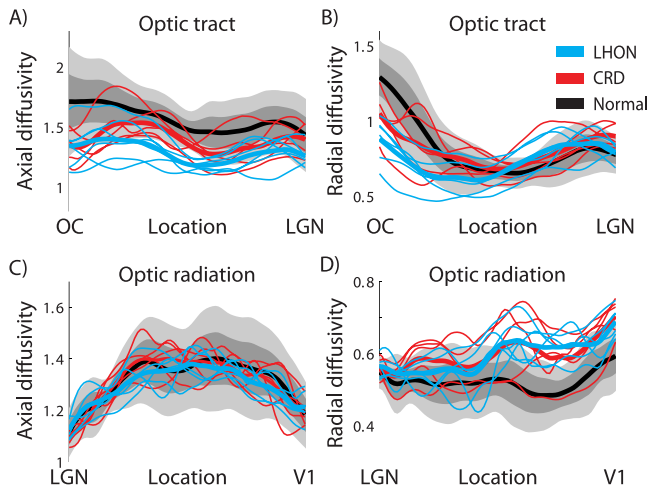 A) Optic tract
Axial diffusivity
2
1.5
1
OC Location LGN
B) Optic tract
Radial diffusivity
1.5
1
0.5
LHON
CRD
Normal
OC Location LGN
C) Optic radiation
Axial diffusivity
1.6
1.4
1.2
1
LGN Location V1
D) Optic radiation
Radial diffusivity
0.8
0.6
0.4
LGN Location V1